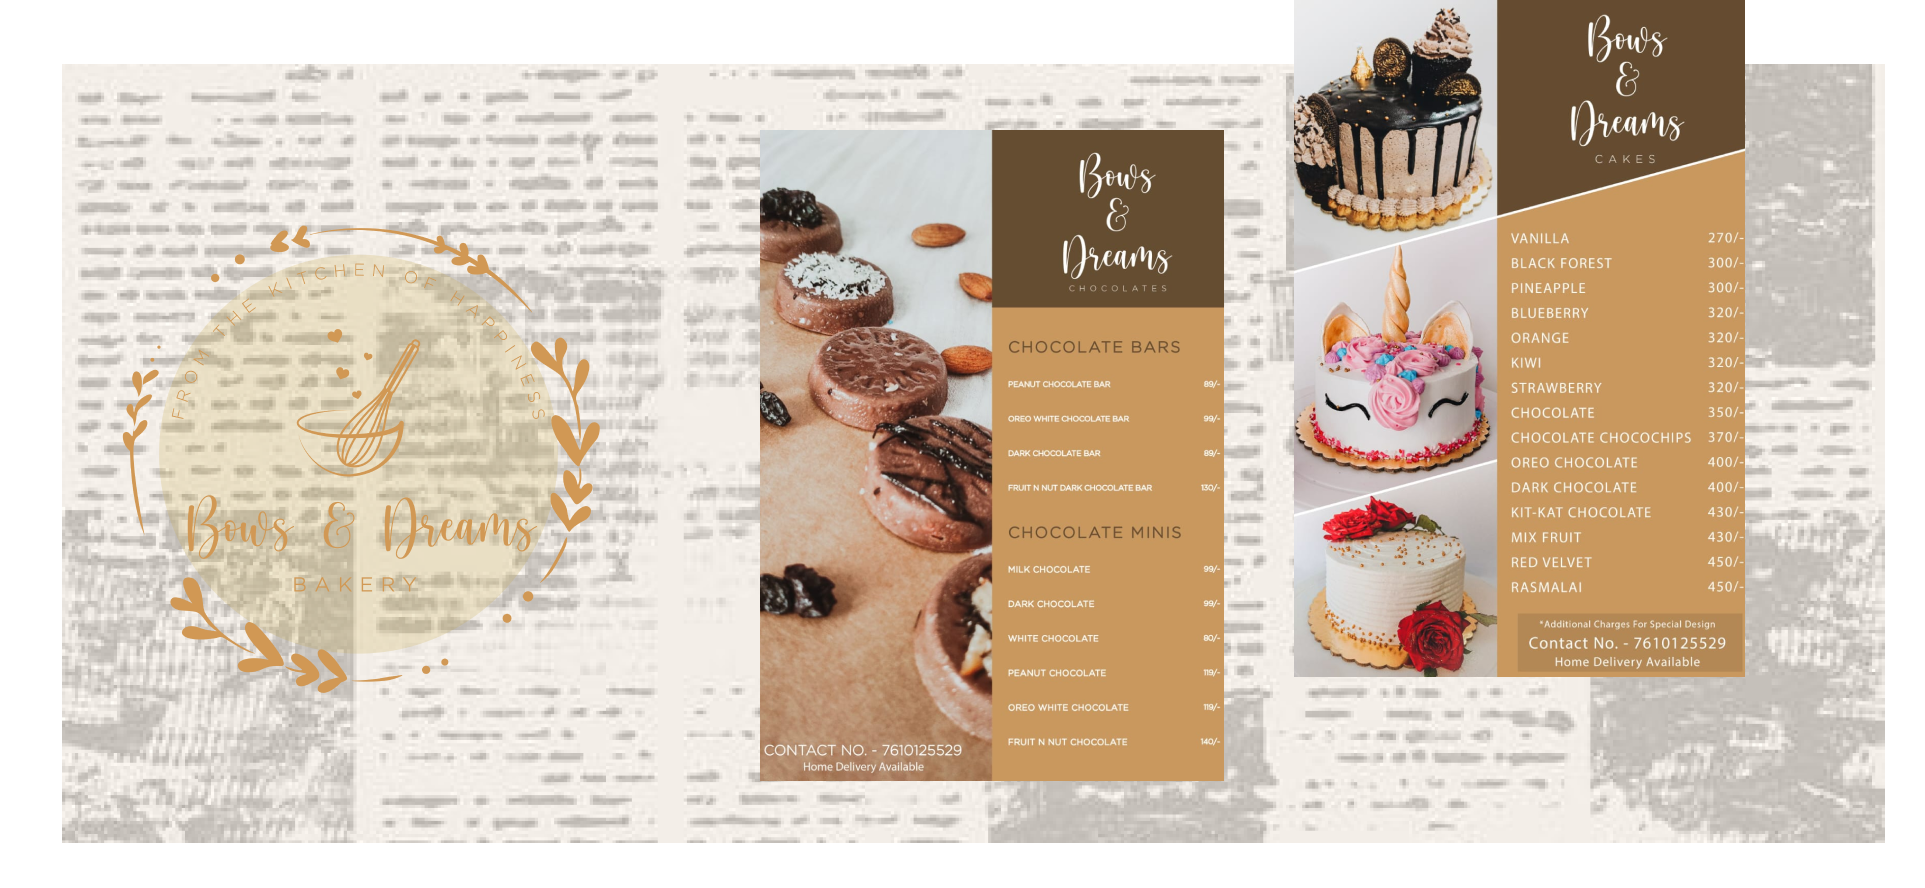 FROM THE KITCHEN OF HAPPINESS
Bows & Dreams
BAKERY
Bows
&
Dreams
CHOCOLATES
CHOCOLATE BARS
PEANUT CHOCOLATE BAR 89/-
OREO WHITE CHOCOLATE BAR 99/-
DARK CHOCOLATE BAR 89/-
FRUIT N NUT DARK CHOCOLATE BAR 130/-
CHOCOLATE MINIS
MILK CHOCOLATE 99/-
DARK CHOCOLATE 99/-
WHITE CHOCOLATE 80/-
PEANUT CHOCOLATE 119/-
OREO WHITE CHOCOLATE 119/-
FRUIT N NUT CHOCOLATE 140/-
CONTACT NO. - 7610125529
Home Delivery Available
Bows
&
Dreams
CAKES
VANILLA 270/-
BLACK FOREST 300/-
PINEAPPLE 300/-
BLUEBERRY 320/-
ORANGE 320/-
KIWI 320/-
STRAWBERRY 320/-
CHOCOLATE 350/-
CHOCOLATE CHOCOCHIPS 370/-
OREO CHOCOLATE 400/-
DARK CHOCOLATE 400/-
KIT-KAT CHOCOLATE 430/-
MIX FRUIT 430/-
RED VELVET 450/-
RASMALAI 450/-
*Additional Charges For Special Design
Contact No. - 7610125529
Home Delivery Available